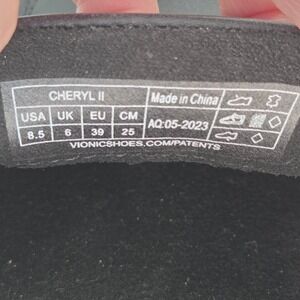 CHERYL II
USA UK EU CM
8.5 6 39 25
Made in China
AQ:05-2023
VIONICSHOES.COM/PATENTS